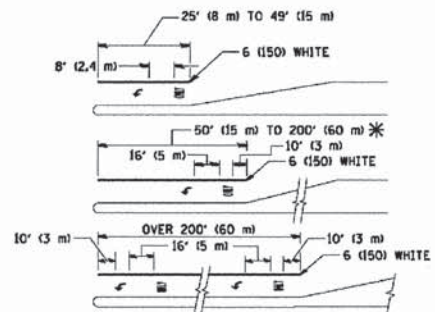 25' (8 m) TO 49' (15 m)
6 (150) WHITE
8' (2.4 m)
50' (15 m) TO 200' (60 m) *
16' (5 m)
10' (3 m)
6 (150) WHITE
OVER 200' (60 m)
10' (3 m)
16' (5 m)
10' (3 m)
6 (150) WHITE